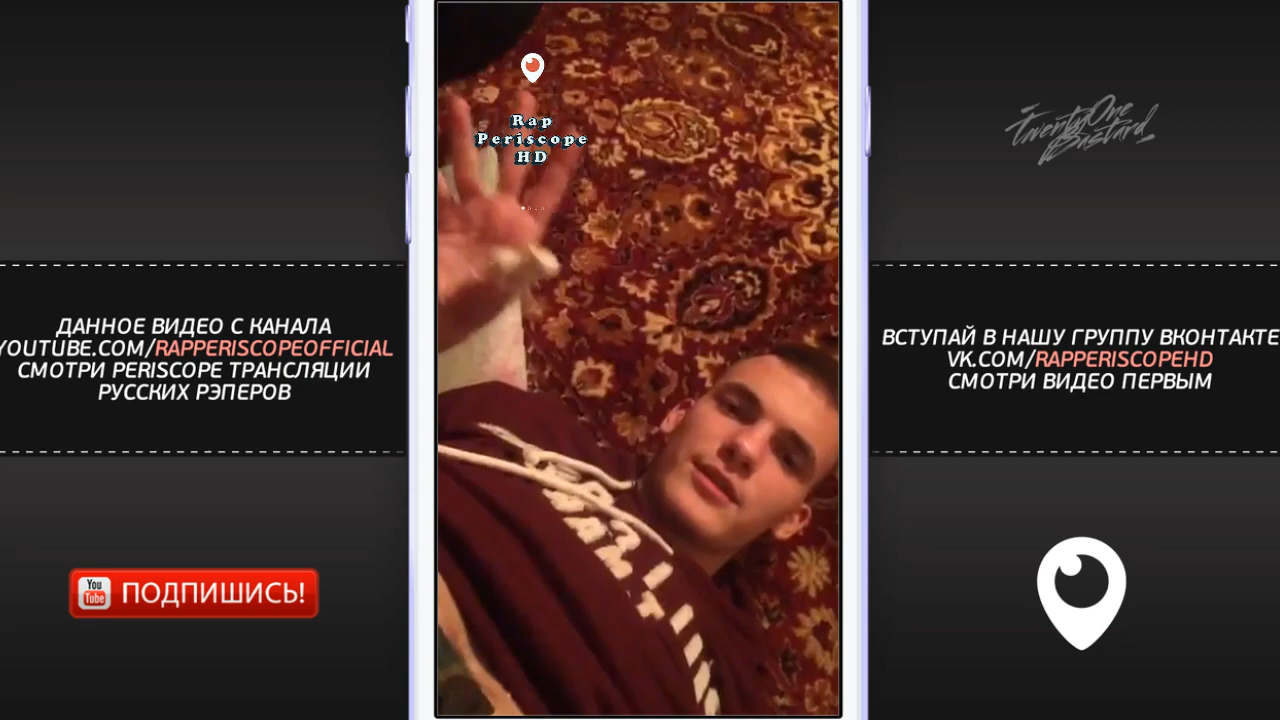 Rap
Periscope
HD
TwentyOne
Bastard
ДАННОЕ ВИДЕО С КАНАЛА
YOUTUBE.COM/RAPPERISCOPEOFFICIAL
СМОТРИ PERISCOPE ТРАНСЛЯЦИИ
РУССКИХ РЭПЕРОВ
ВСТУПАЙ В НАШУ ГРУППУ ВКОНТАКТЕ
VK.COM/RAPPERISCOPEHD
СМОТРИ ВИДЕО ПЕРВЫМ
You
Tube
ПОДПИШИСЬ!